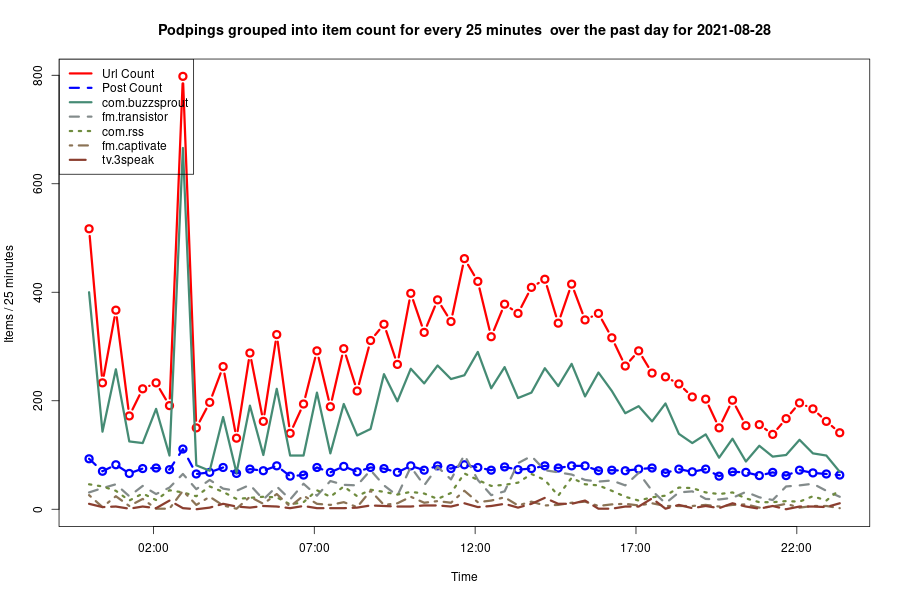 Podpings grouped into item count for every 25 minutes  over the past day for 2021-08-28
Url Count
Post Count
com.buzzsprout
fm.transistor
com.rss
fm.captivate
tv.3speak
Items / 25 minutes
800
600
400
200
0
02:00
07:00
12:00
17:00
22:00
Time